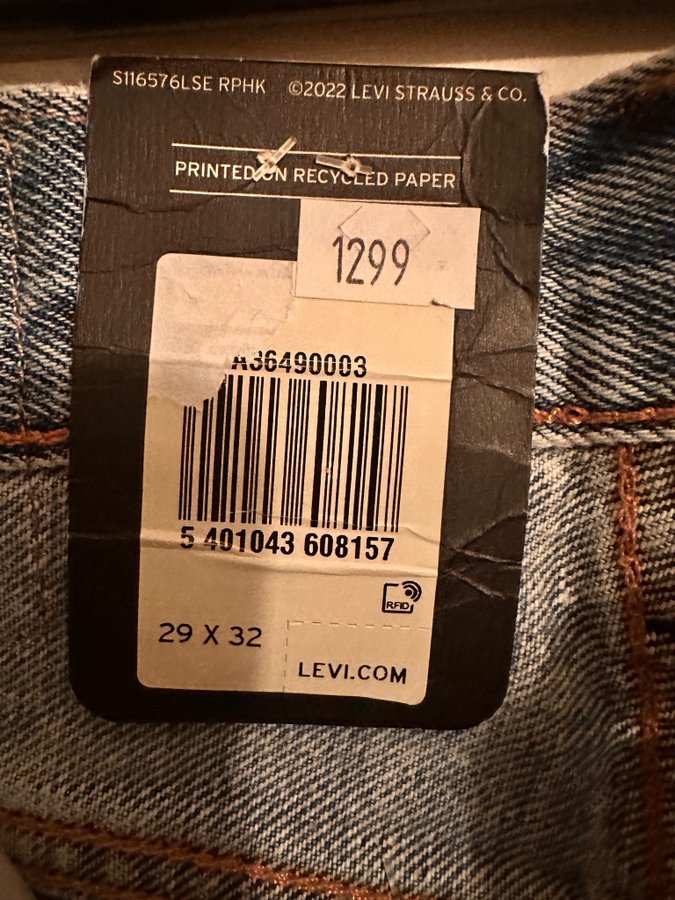 S116576LSE RPHK ©2022 LEVI STRAUSS & CO.
PRINTED ON RECYCLED PAPER
1299
A36490003
5 401043 608157
RFID
29 X 32
LEVI.COM